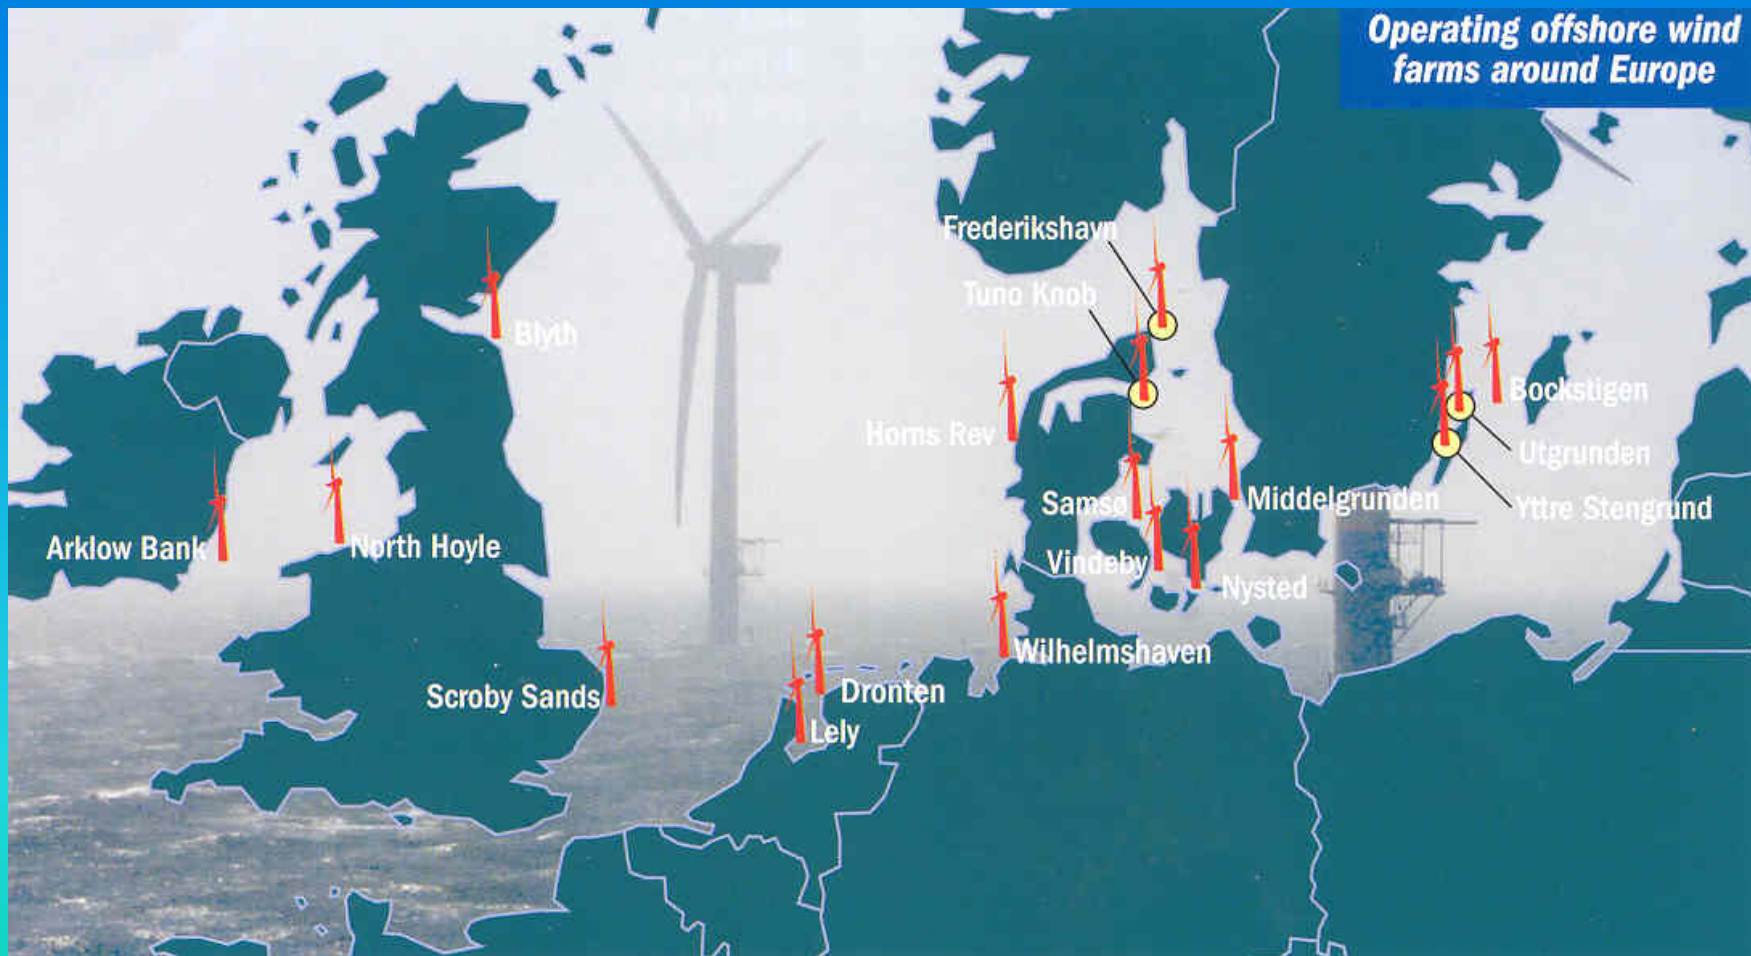 Operating offshore wind
farms around Europe
Frederikshavn
Tuno Knob
Blyth
Bockstigen
Horns Rev
Utgrunden
Samsø
Middelgrunden
Yttre Stengrund
Arklow Bank
North Hoyle
Vindeby
Nysted
Wilhelmshaven
Scroby Sands
Dronten
Lely